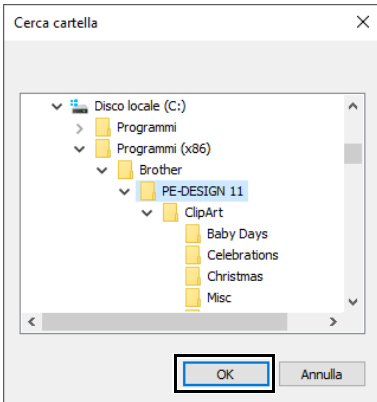 Cerca cartella
Disco locale (C:)
Programmi
Programmi (x86)
Brother
PE-DESIGN 11
ClipArt
Baby Days
Celebrations
Christmas
Misc
OK Annulla